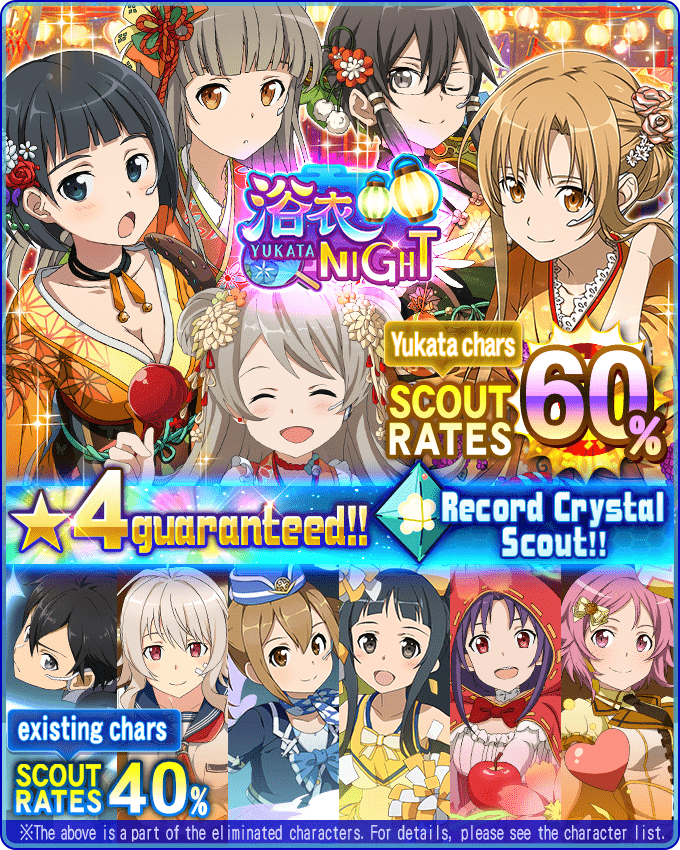 浴衣
YUKATA
NIGHT
Yukata chars
SCOUT
RATES
60%
★4 guaranteed!!
Record Crystal
Scout!!
existing chars
SCOUT
RATES
40%
※The above is a part of the eliminated characters. For details, please see the character list.